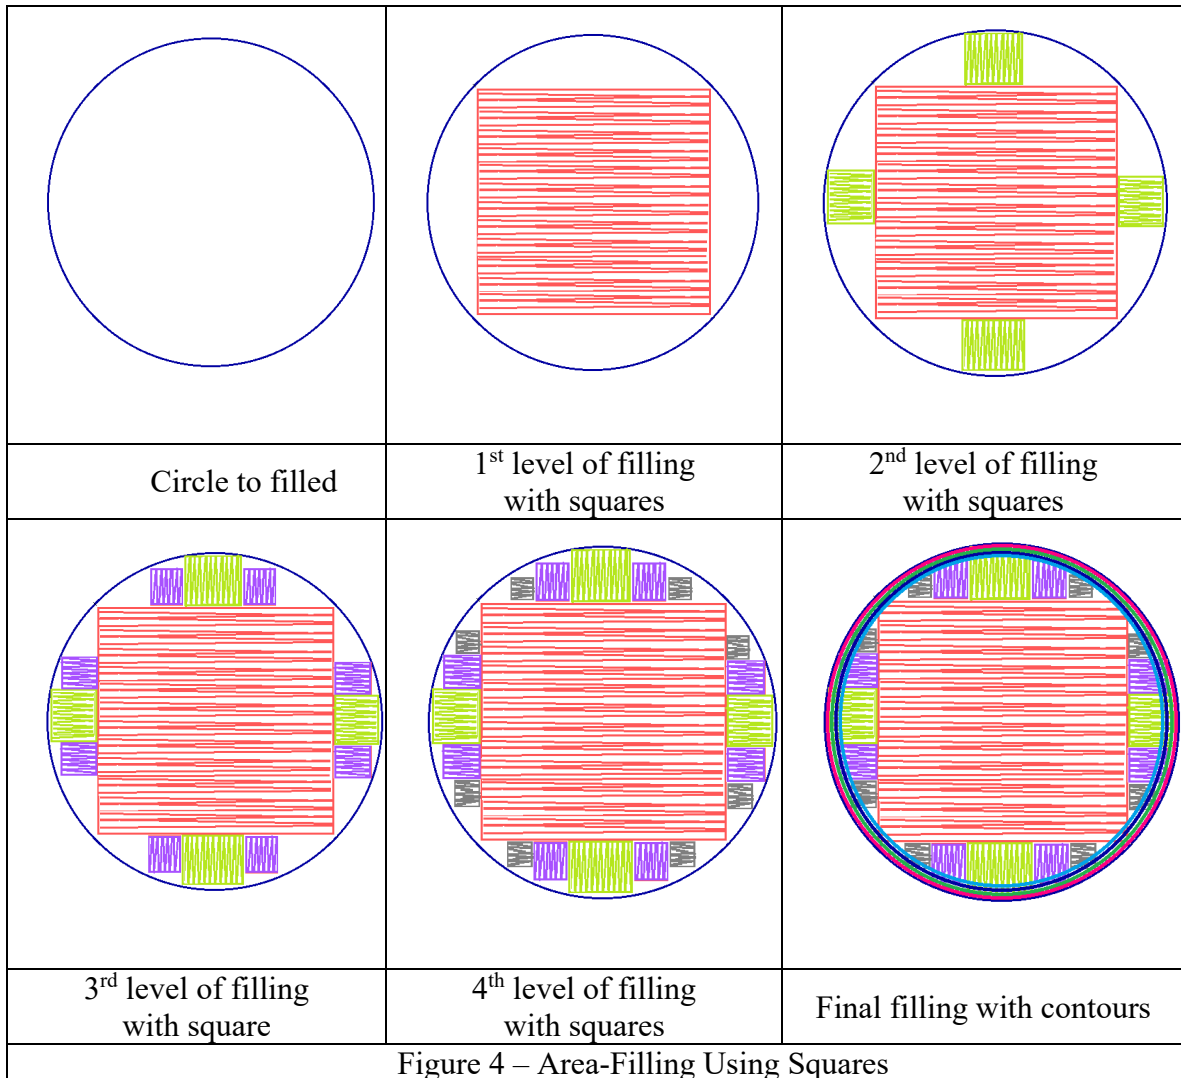 Circle to filled
1st level of filling
with squares
2nd level of filling
with squares
3rd level of filling
with square
4th level of filling
with squares
Final filling with contours
Figure 4 – Area-Filling Using Squares